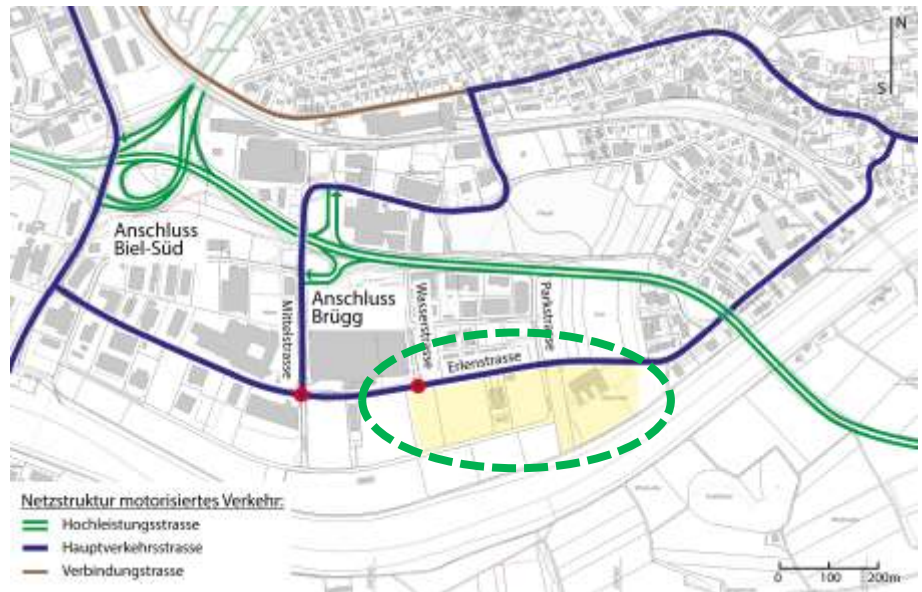 N
S
Anschluss
Biel-Süd
Anschluss
Brügg
Mittelstrasse
Wasserstrasse
Parkstrasse
Erlenstrasse
Netzstruktur motorisiertes Verkehr:
Hochleistungsstrasse
Hauptverkehrsstrasse
Verbindungstrasse
0 100 200m